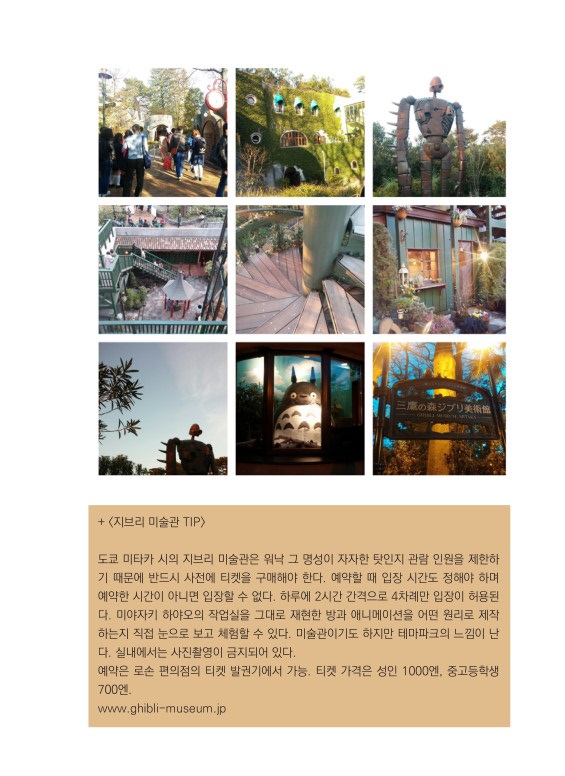 三鷹の森ジブリ美術館
+ 〈지브리 미술관 TIP〉
도쿄 미타카 시의 지브리 미술관은 워낙 그 명성이 자자한 탓인지 관람 인원을 제한하
기 때문에 반드시 사전에 티켓을 구매해야 한다. 예약할 때 입장 시간도 정해야 하며
예약한 시간이 아니면 입장할 수 없다. 하루에 2시간 간격으로 4차례만 입장이 허용된
다. 미야자키 하야오의 작업실을 그대로 재현한 방과 애니메이션을 어떤 원리로 제작
하는지 직접 눈으로 보고 체험할 수 있다. 미술관이기도 하지만 테마파크의 느낌이 난
다. 실내에서는 사진촬영이 금지되어 있다.
예약은 로손 편의점의 티켓 발권기에서 가능. 티켓 가격은 성인 1000엔, 중고등학생
700엔.
www.ghibli-museum.jp